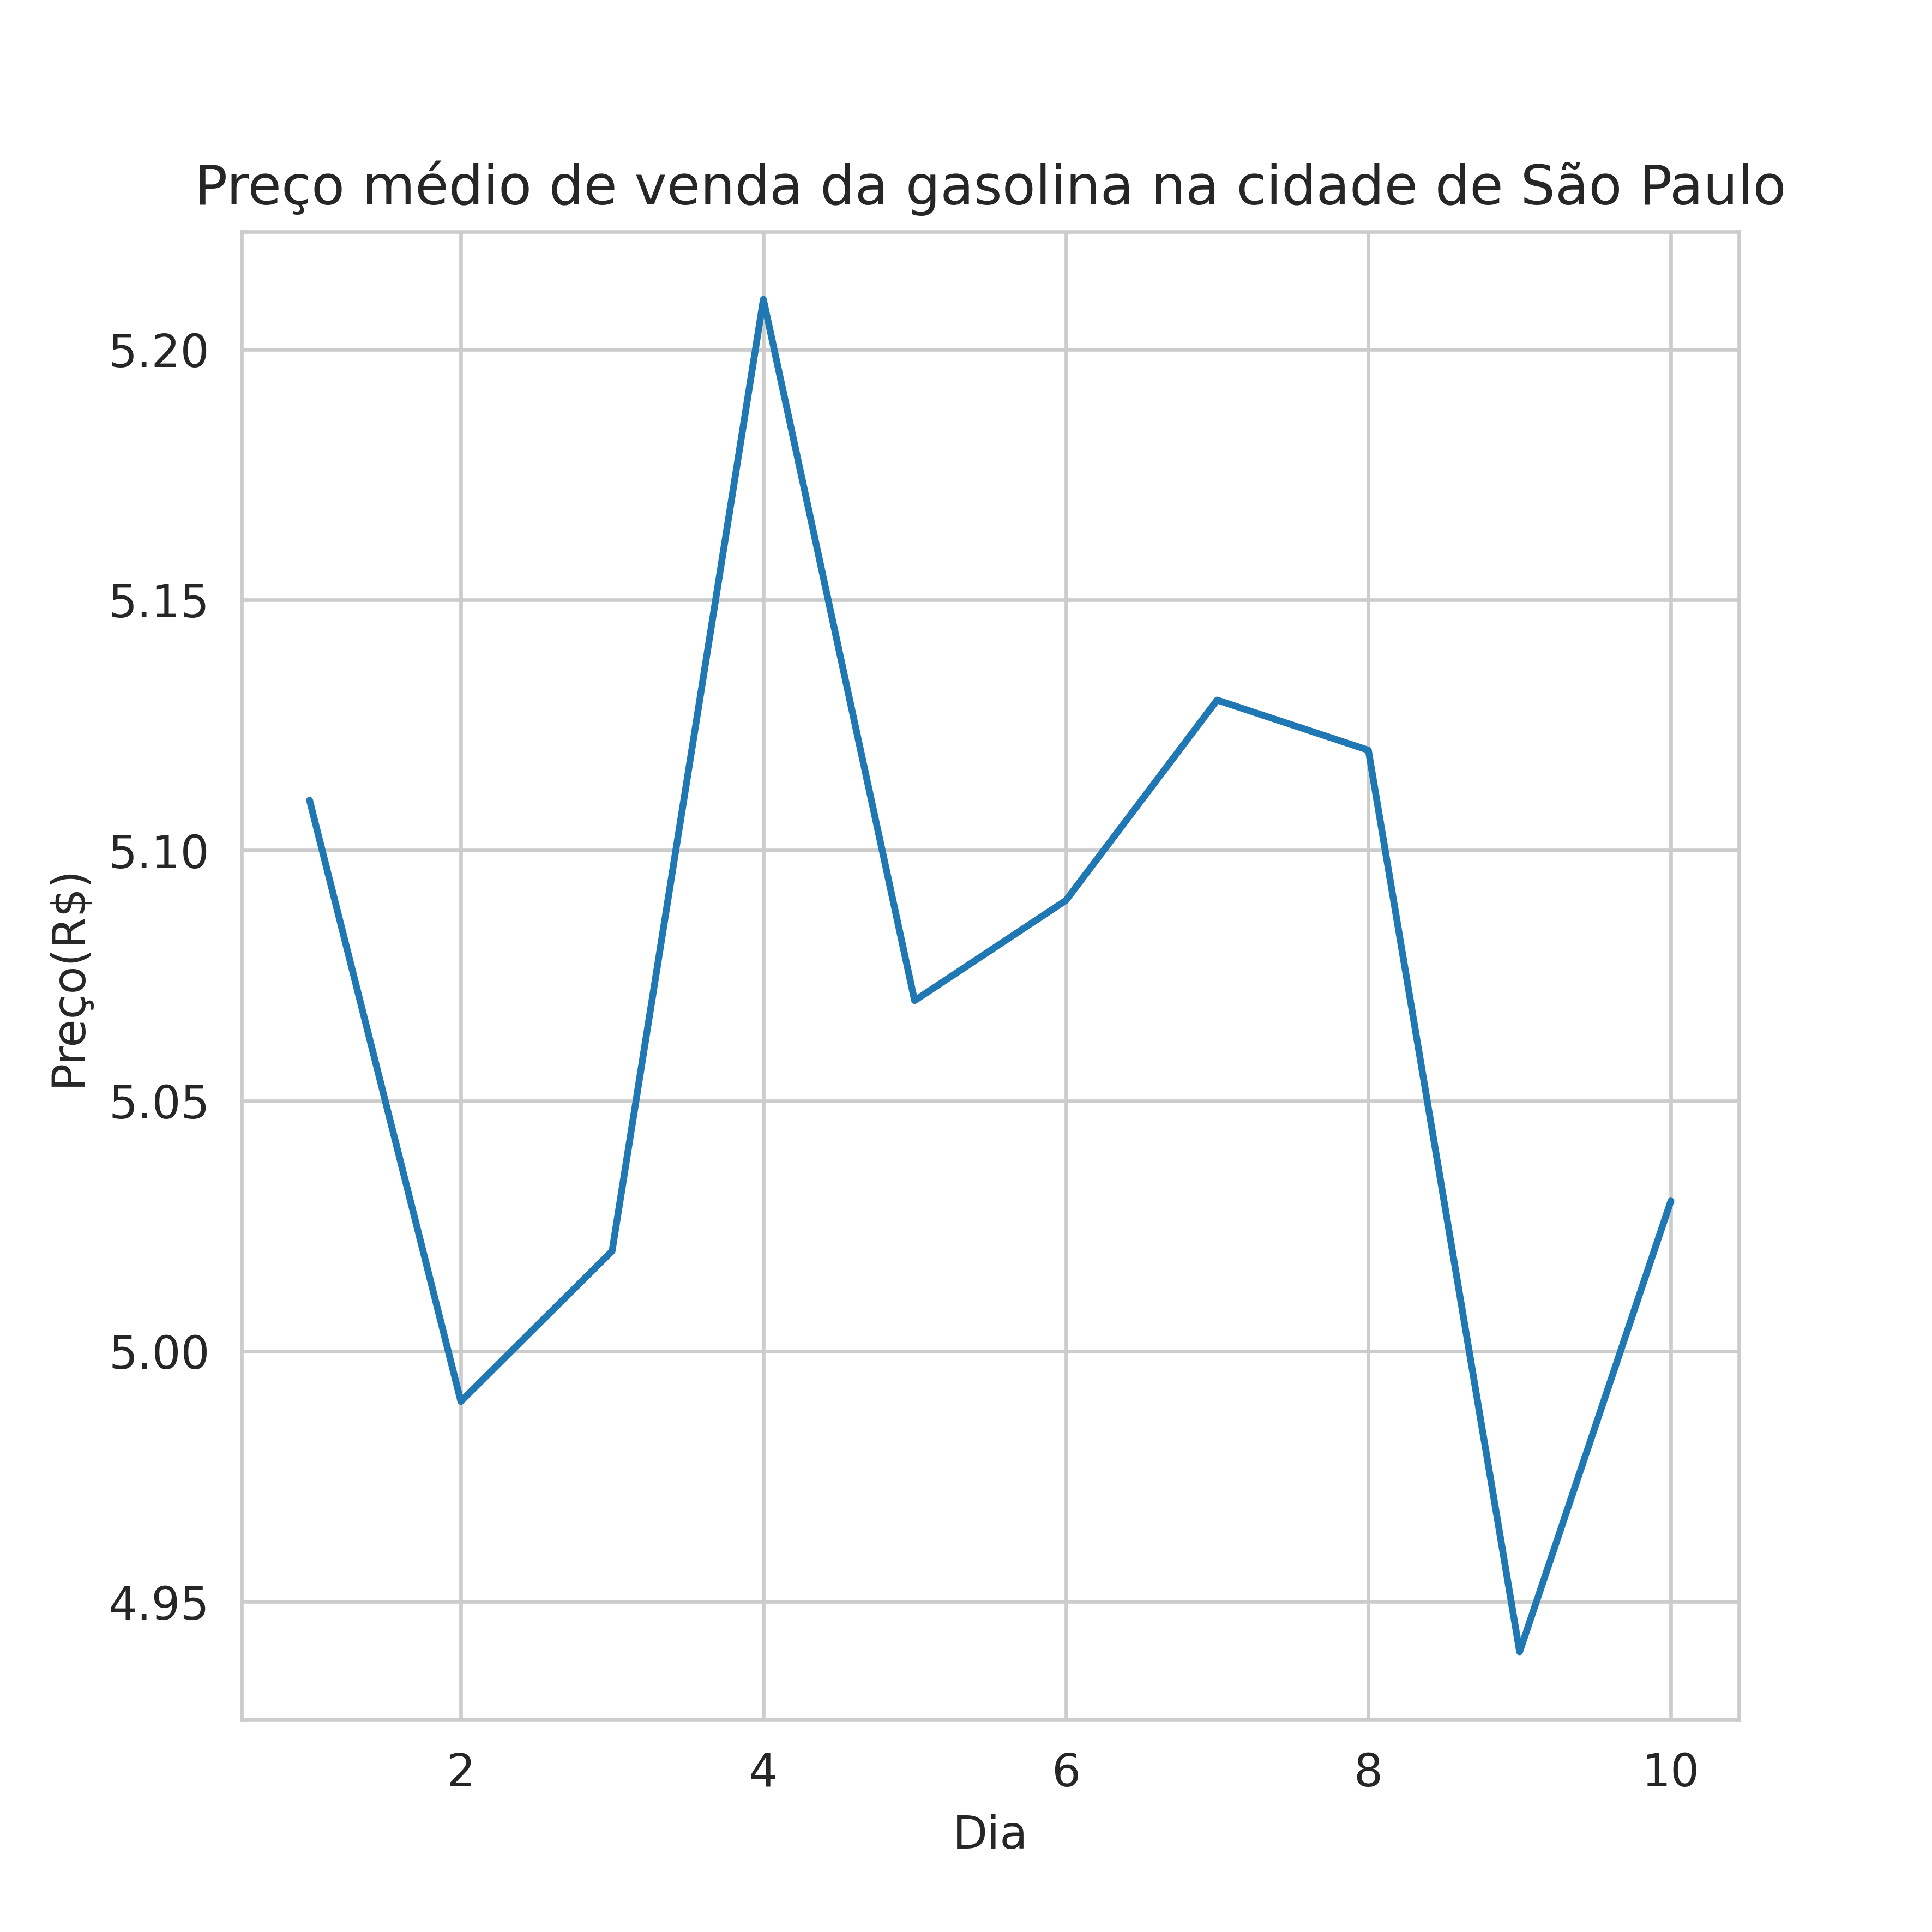 Preço médio de venda da gasolina na cidade de São Paulo
5.20
5.15
5.10
5.05
5.00
4.95
Preço(R$)
2 4 6 8 10
Dia